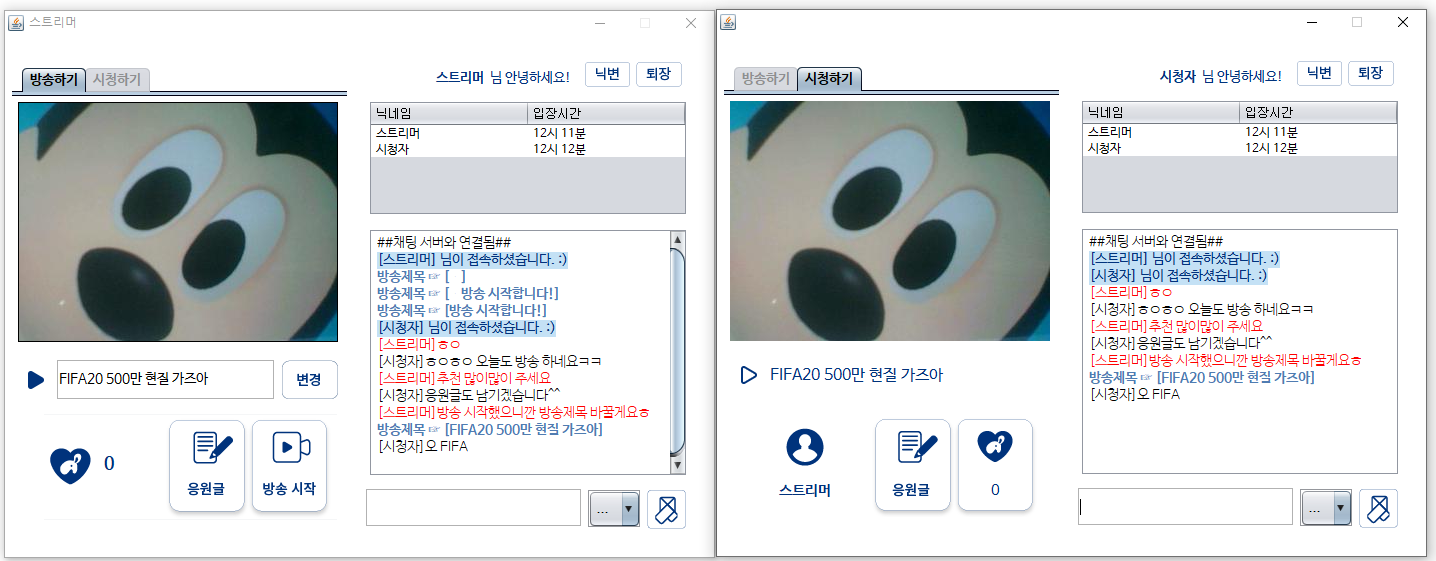 스트리머
방송하기 시청하기
스트리머 님 안녕하세요! 닉변 퇴장
닉네임 입장시간
스트리머 12시 11분
시청자 12시 12분
##채팅 서버와 연결됨##
[스트리머] 님이 접속하셨습니다. :)
방송제목 ☞ [ ]
방송제목 ☞ [ 방송 시작합니다!]
방송제목 ☞ [방송 시작합니다!]
[시청자] 님이 접속하셨습니다. :)
[스트리머]ㅎㅇ
[시청자]ㅎㅇㅎㅇ 오늘도 방송 하네요ㅋㅋ
[스트리머]추천 많이많이 주세요
[시청자]응원글도 남기겠습니다^^
[스트리머]방송 시작했으니깐 방송제목 바꿀게요ㅎ
방송제목 ☞ [FIFA20 500만 현질 가즈아]
[시청자]오 FIFA
FIFA20 500만 현질 가즈아 변경
0
응원글 방송 시작
...
방송하기 시청하기
시청자 님 안녕하세요! 닉변 퇴장
닉네임 입장시간
스트리머 12시 11분
시청자 12시 12분
##채팅 서버와 연결됨##
[스트리머] 님이 접속하셨습니다. :)
[시청자] 님이 접속하셨습니다. :)
[스트리머]ㅎㅇ
[시청자]ㅎㅇㅎㅇ 오늘도 방송 하네요ㅋㅋ
[스트리머]추천 많이많이 주세요
[시청자]응원글도 남기겠습니다^^
[스트리머]방송 시작했으니깐 방송제목 바꿀게요ㅎ
방송제목 ☞ [FIFA20 500만 현질 가즈아]
[시청자]오 FIFA
FIFA20 500만 현질 가즈아
스트리머 응원글 0
...